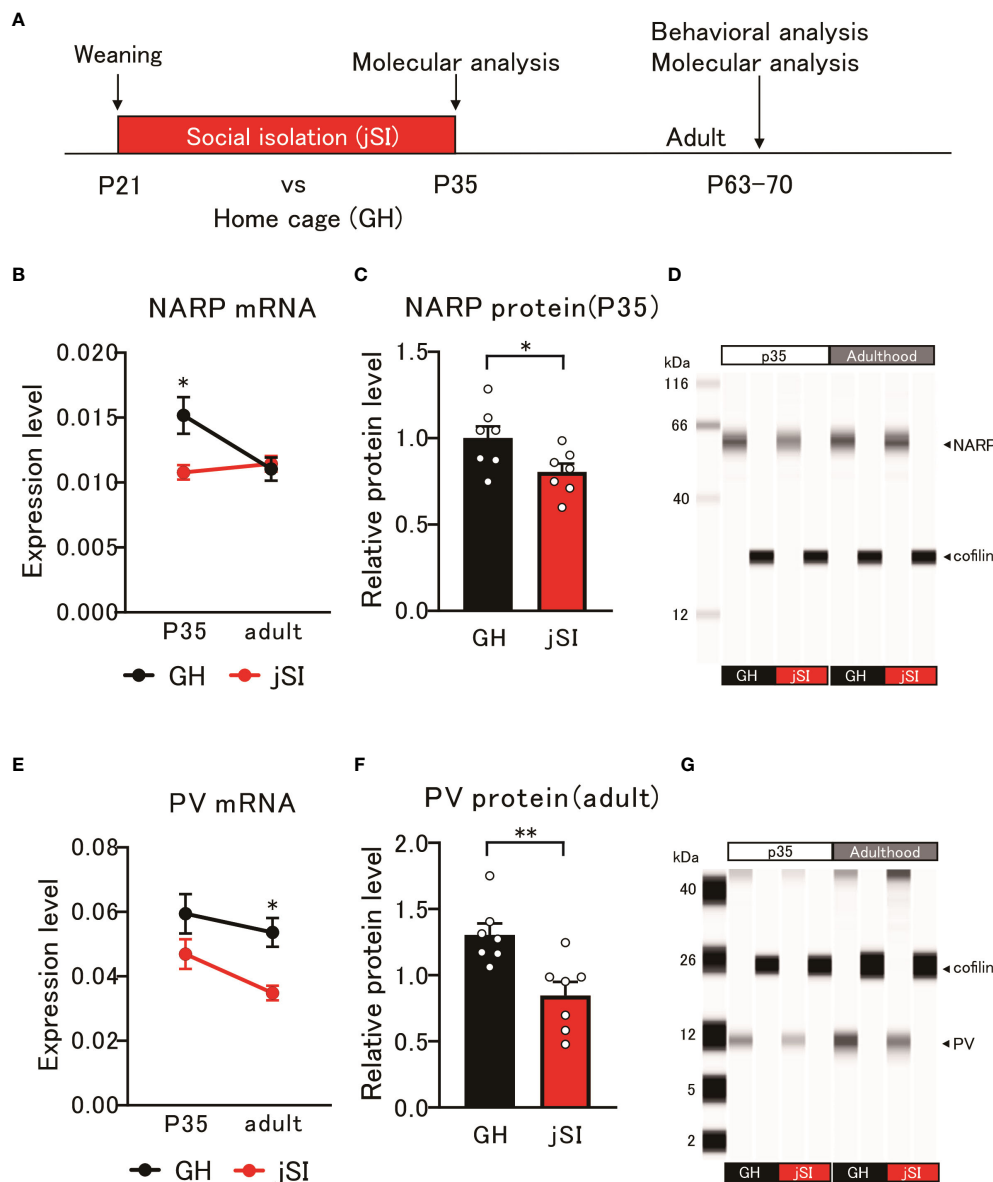 A
Weaning
Molecular analysis
Behavioral analysis
Molecular analysis
Social isolation (jSI)
Adult
P21
vs
P35
P63-70
Home cage (GH)
B
NARP mRNA
Expression level
0.020
0.015
0.010
0.005
0.000
*
P35
adult
GH
jSI
C
NARP protein(P35)
Relative protein level
1.5
1.0
0.5
0.0
*
GH
jSI
D
kDa
p35
Adulthood
116
66
40
12
NARP
cofilin
GH
jSI
GH
jSI
E
PV mRNA
Expression level
0.08
0.06
0.04
0.02
0.00
*
P35
adult
GH
jSI
F
PV protein(adult)
Relative protein level
2.0
1.5
1.0
0.5
0.0
**
GH
jSI
G
kDa
p35
Adulthood
40
26
12
5
2
cofilin
PV
GH
jSI
GH
jSI